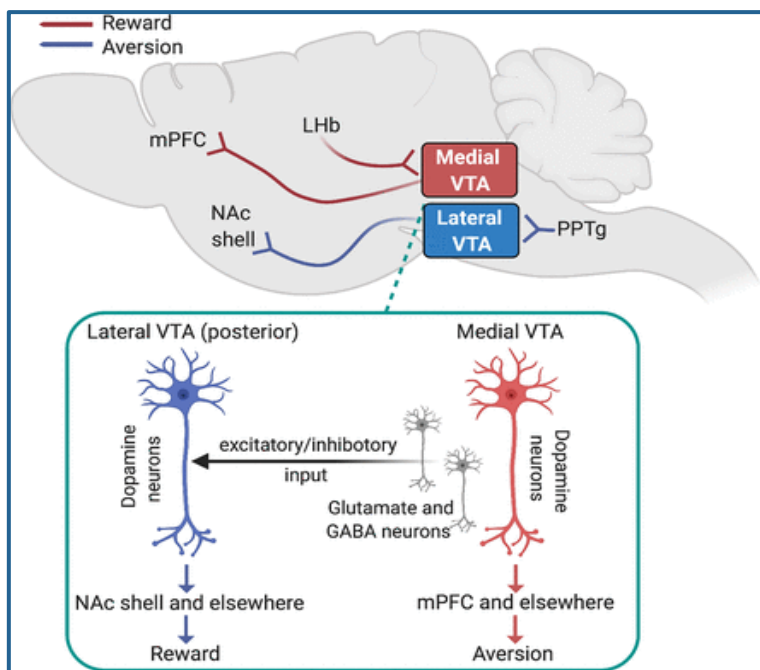 Reward
Aversion
mPFC
LHb
Medial
VTA
NAc
shell
Lateral
VTA
PPTg
Lateral VTA (posterior)
Medial VTA
Dopamine
neurons
excitatory/inhibotory
input
Glutamate and
GABA neurons
Dopamine
neurons
NAc shell and elsewhere
mPFC and elsewhere
Reward
Aversion